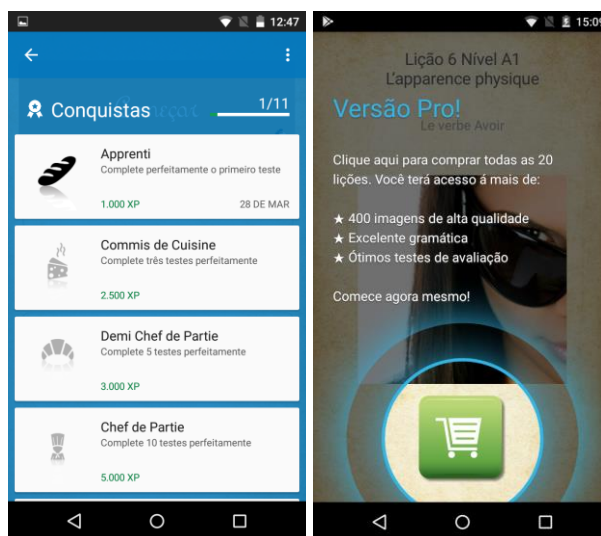 12:47
Conquistas
1/11
Apprenti
Complete perfeitamente o primeiro teste
1.000 XP
28 DE MAR
Commis de Cuisine
Complete três testes perfeitamente
2.500 XP
Demi Chef de Partie
Complete 5 testes perfeitamente
3.000 XP
Chef de Partie
Complete 10 testes perfeitamente
5.000 XP
15:09
Lição 6 Nível A1
L'apparence physique
Versão Pro!
Le verbe Avoir
Clique aqui para comprar todas as 20
lições. Você terá acesso á mais de:
★ 400 imagens de alta qualidade
★ Excelente gramática
★ Ótimos testes de avaliação
Comece agora mesmo!